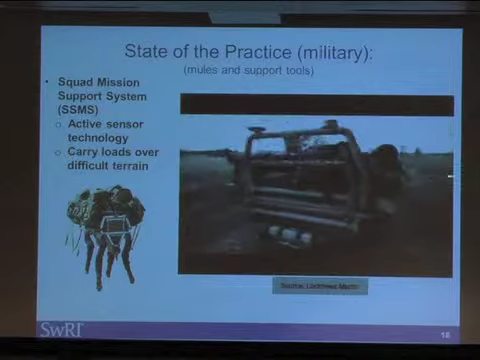 State of the Practice (military):
(mules and support tools)
• Squad Mission
Support System
(SSMS)
o Active sensor
technology
o Carry loads over
difficult terrain
Source: Lockheed Martin
SwRI
18